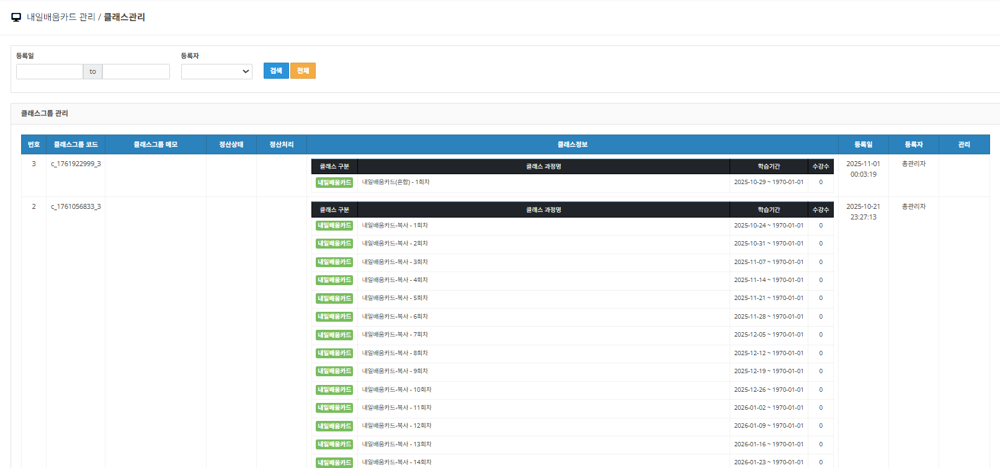 내일배움카드 관리 / 클래스관리
등록일 등록자
to 검색 전체
클래스그룹 관리
번호 클래스그룹 코드 클래스그룹 메모 정산상태 정산처리 클래스정보 등록일 등록자 관리
3 c_1761922999_3 클래스 구분 클래스 과정명 학습기간 수강수 2025-11-01 총관리자
00:03:19
내일배움카드 내일배움카드(혼합) - 1회차 2025-10-29 ~ 1970-01-01 0
2 c_1761056833_3 클래스 구분 클래스 과정명 학습기간 수강수 2025-10-21 총관리자
23:27:13
내일배움카드 내일배움카드-복사 - 1회차 2025-10-24 ~ 1970-01-01 0
내일배움카드 내일배움카드-복사 - 2회차 2025-10-31 ~ 1970-01-01 0
내일배움카드 내일배움카드-복사 - 3회차 2025-11-07 ~ 1970-01-01 0
내일배움카드 내일배움카드-복사 - 4회차 2025-11-14 ~ 1970-01-01 0
내일배움카드 내일배움카드-복사 - 5회차 2025-11-21 ~ 1970-01-01 0
내일배움카드 내일배움카드-복사 - 6회차 2025-11-28 ~ 1970-01-01 0
내일배움카드 내일배움카드-복사 - 7회차 2025-12-05 ~ 1970-01-01 0
내일배움카드 내일배움카드-복사 - 8회차 2025-12-12 ~ 1970-01-01 0
내일배움카드 내일배움카드-복사 - 9회차 2025-12-19 ~ 1970-01-01 0
내일배움카드 내일배움카드-복사 - 10회차 2025-12-26 ~ 1970-01-01 0
내일배움카드 내일배움카드-복사 - 11회차 2026-01-02 ~ 1970-01-01 0
내일배움카드 내일배움카드-복사 - 12회차 2026-01-09 ~ 1970-01-01 0
내일배움카드 내일배움카드-복사 - 13회차 2026-01-16 ~ 1970-01-01 0
내일배움카드 내일배움카드-복사 - 14회차 2026-01-23 ~ 1970-01-01 0